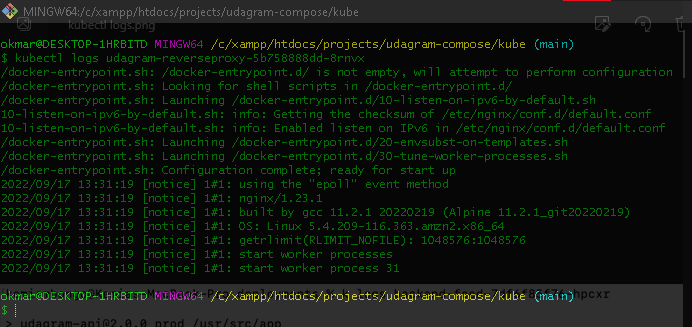 MINGW64:/c/xampp/htdocs/projects/udagram-compose/kube
kubectl logs.png
okmar@DESKTOP-1HRBITD MINGW64 /c/xampp/htdocs/projects/udagram-compose/kube (main)
$ kubectl logs udagram-reverseproxy-5b758888dd-8rnvx
/docker-entrypoint.sh: /docker-entrypoint.d/ is not empty, will attempt to perform configuration
/docker-entrypoint.sh: Looking for shell scripts in /docker-entrypoint.d/
/docker-entrypoint.sh: Launching /docker-entrypoint.d/10-listen-on-ipv6-by-default.sh
10-listen-on-ipv6-by-default.sh: info: Getting the checksum of /etc/nginx/conf.d/default.conf
10-listen-on-ipv6-by-default.sh: info: Enabled listen on IPv6 in /etc/nginx/conf.d/default.conf
/docker-entrypoint.sh: Launching /docker-entrypoint.d/20-envsubst-on-templates.sh
/docker-entrypoint.sh: Launching /docker-entrypoint.d/30-tune-worker-processes.sh
/docker-entrypoint.sh: Configuration complete; ready for start up
2022/09/17 13:31:19 [notice] 1#1: using the "epoll" event method
2022/09/17 13:31:19 [notice] 1#1: nginx/1.23.1
2022/09/17 13:31:19 [notice] 1#1: built by gcc 11.2.1 20220219 (Alpine 11.2.1_git20220219)
2022/09/17 13:31:19 [notice] 1#1: OS: Linux 5.4.209-116.363.amzn2.x86_64
2022/09/17 13:31:19 [notice] 1#1: getrlimit(RLIMIT_NOFILE): 1048576:1048576
2022/09/17 13:31:19 [notice] 1#1: start worker processes
2022/09/17 13:31:19 [notice] 1#1: start worker process 31
okmar@DESKTOP-1HRBITD MINGW64 /c/xampp/htdocs/projects/udagram-compose/kube (main)
$
> udagram-api@2.0.0 prod /usr/src/app